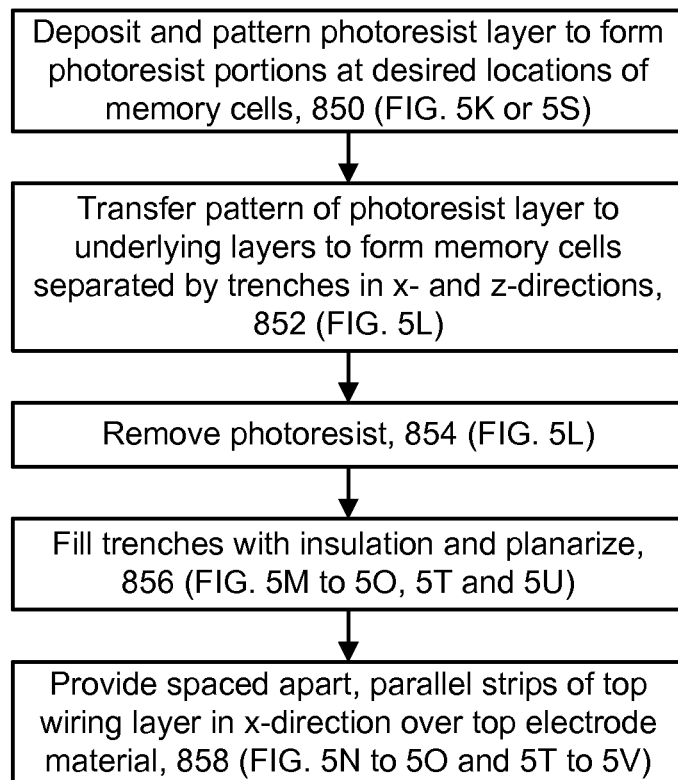 Deposit and pattern photoresist layer to form
photoresist portions at desired locations of
memory cells, 850 (FIG. 5K or 5S)
Transfer pattern of photoresist layer to
underlying layers to form memory cells
separated by trenches in x- and z-directions,
852 (FIG. 5L)
Remove photoresist, 854 (FIG. 5L)
Fill trenches with insulation and planarize,
856 (FIG. 5M to 5O, 5T and 5U)
Provide spaced apart, parallel strips of top
wiring layer in x-direction over top electrode
material, 858 (FIG. 5N to 5O and 5T to 5V)